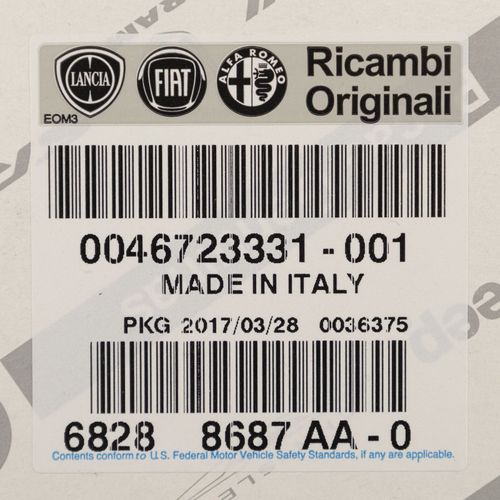 LANCIA FIAT ALFA ROMEO Ricambi
Originali
EOM3
0046723331-001
MADE IN ITALY
PKG 2017/03/28 0036375
6828 8687 AA-0
Contents conform to U.S. Federal Motor Vehicle Safety Standards, if any are applicable.
eep